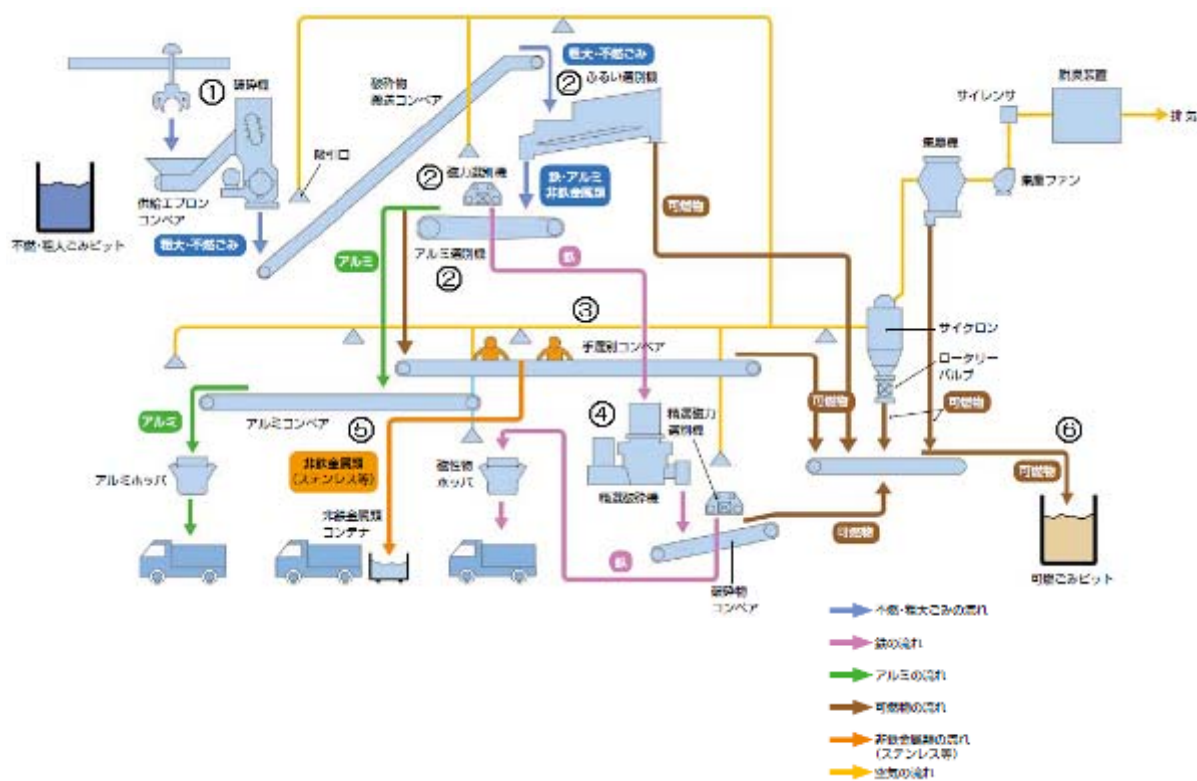 ①
破砕機
供給エプロン
コンベア
不燃・粗大ごみピット
粗大・不燃ごみ
吸引口
破砕物
搬送コンベア
粗大・不燃ごみ
②
ふるい選別機
②
磁力選別機
鉄・アルミ
非鉄金属類
アルミ選別機
②
アルミ
鉄
可燃物
サイレンサ
脱臭装置
排気
集塵機
集塵ファン
サイクロン
ロータリー
バルブ
可燃物
③
手選別コンベア
可燃物
アルミ
アルミコンベア
⑤
アルミホッパ
非鉄金属類
(ステンレス等)
非鉄金属類
コンテナ
磁性物
ホッパ
④
精選磁力
選別機
精選破砕機
鉄
破砕物
コンベア
可燃物
⑥
可燃物
可燃ごみピット
不燃・粗大ごみの流れ
鉄の流れ
アルミの流れ
可燃物の流れ
非鉄金属類の流れ
(ステンレス等)
空気の流れ